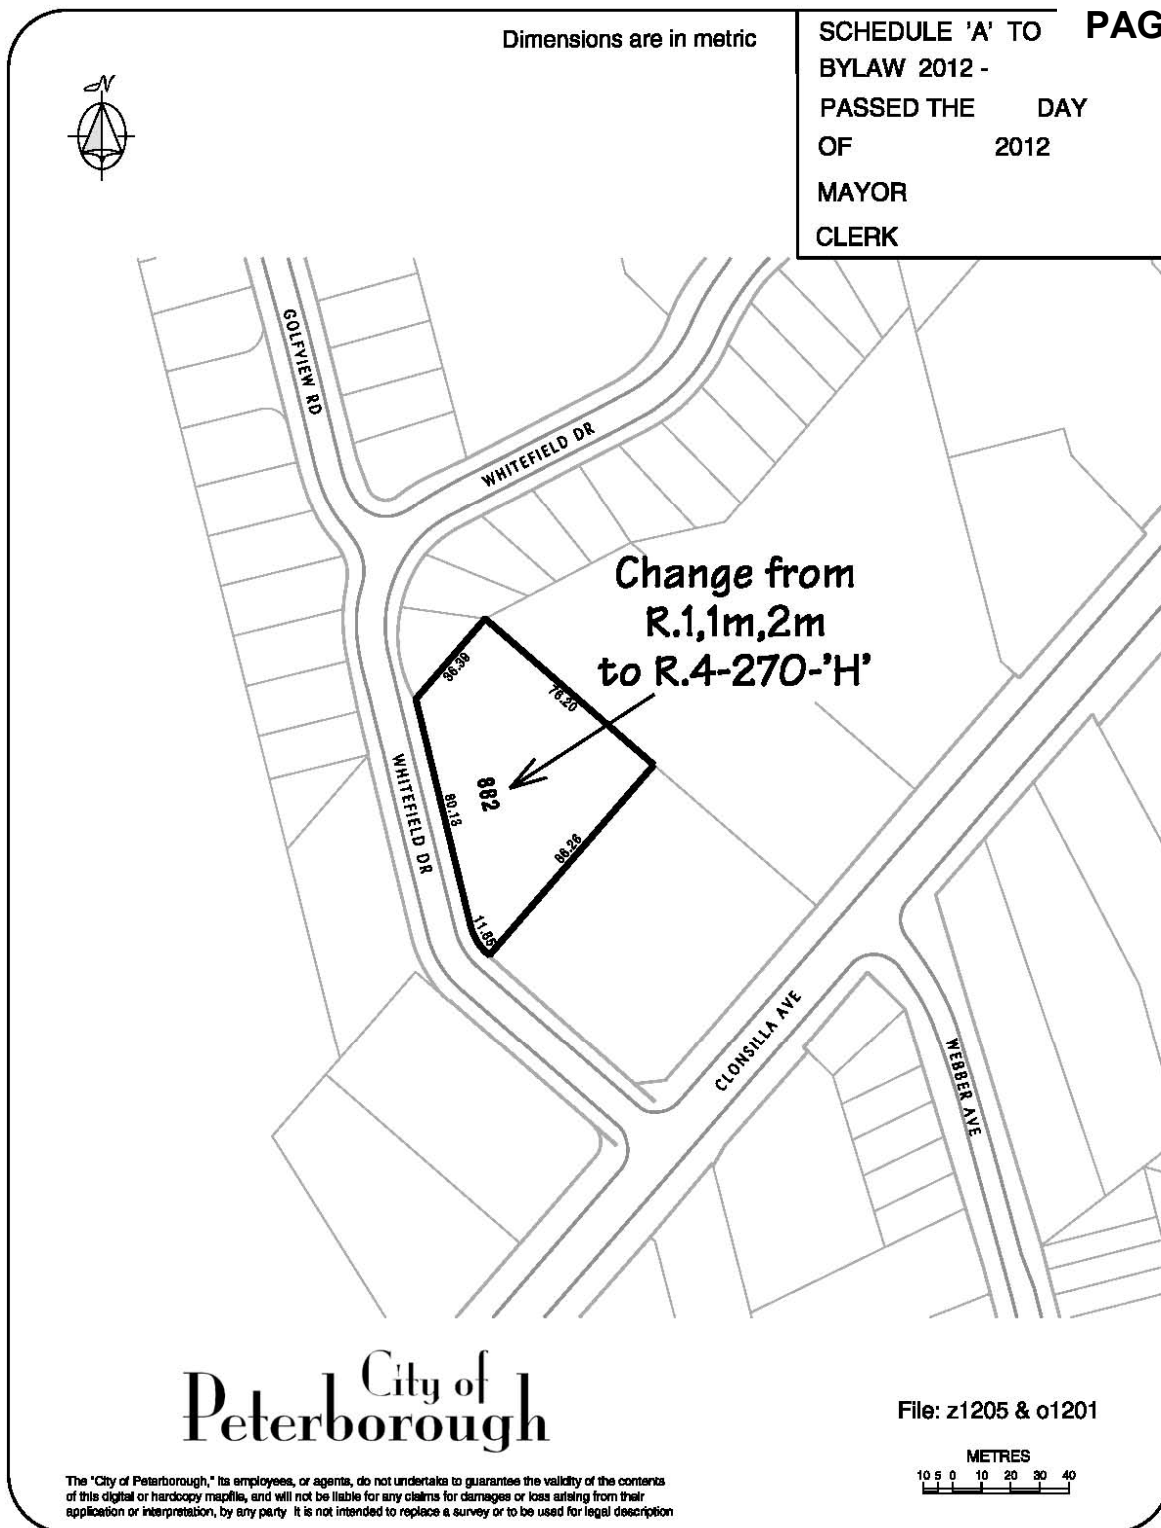 Dimensions are in metric
SCHEDULE 'A' TO
PAG
BYLAW 2012 -
PASSED THE DAY
OF 2012
MAYOR
CLERK
N
GOLFVIEW RD
WHITEFIELD DR
Change from
R.1,1m,2m
to R.4-270-'H'
36.39
76.20
WHITEFIELD DR
80.13
882
86.26
11.85
CLONSILLA AVE
WEBBER AVE
City of
Peterborough
File: z1205 & o1201
METRES
10 5 0 10 20 30 40
The "City of Peterborough," its employees, or agents, do not undertake to guarantee the validity of the contents
of this digital or hardcopy mapfile, and will not be liable for any claims for damages or loss arising from their
application or interpretation, by any party It is not intended to replace a survey or to be used for legal description